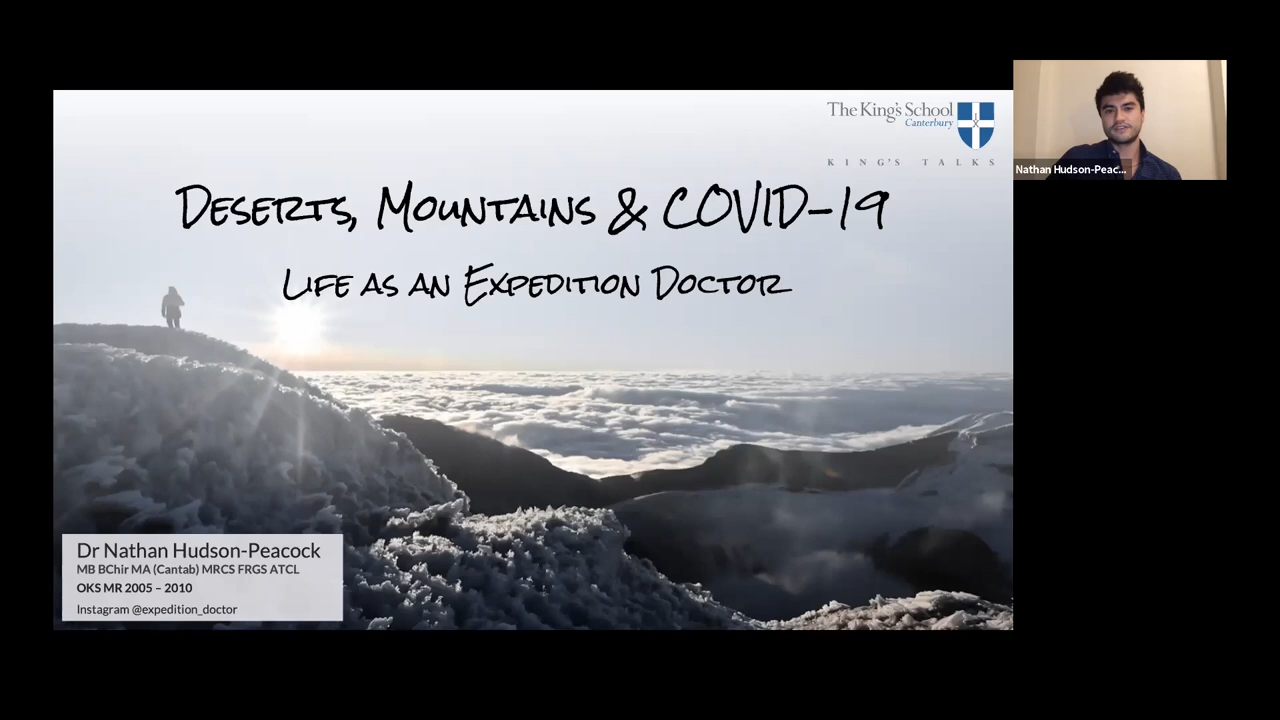 The King's School
Canterbury
KING'S TALKS
Nathan Hudson-Peac...
Deserts, Mountains & COVID-19
Life as an Expedition Doctor
Dr Nathan Hudson-Peacock
MB BChir MA (Cantab) MRCS FRGS ATCL
OKS MR 2005 – 2010
Instagram @expedition_doctor